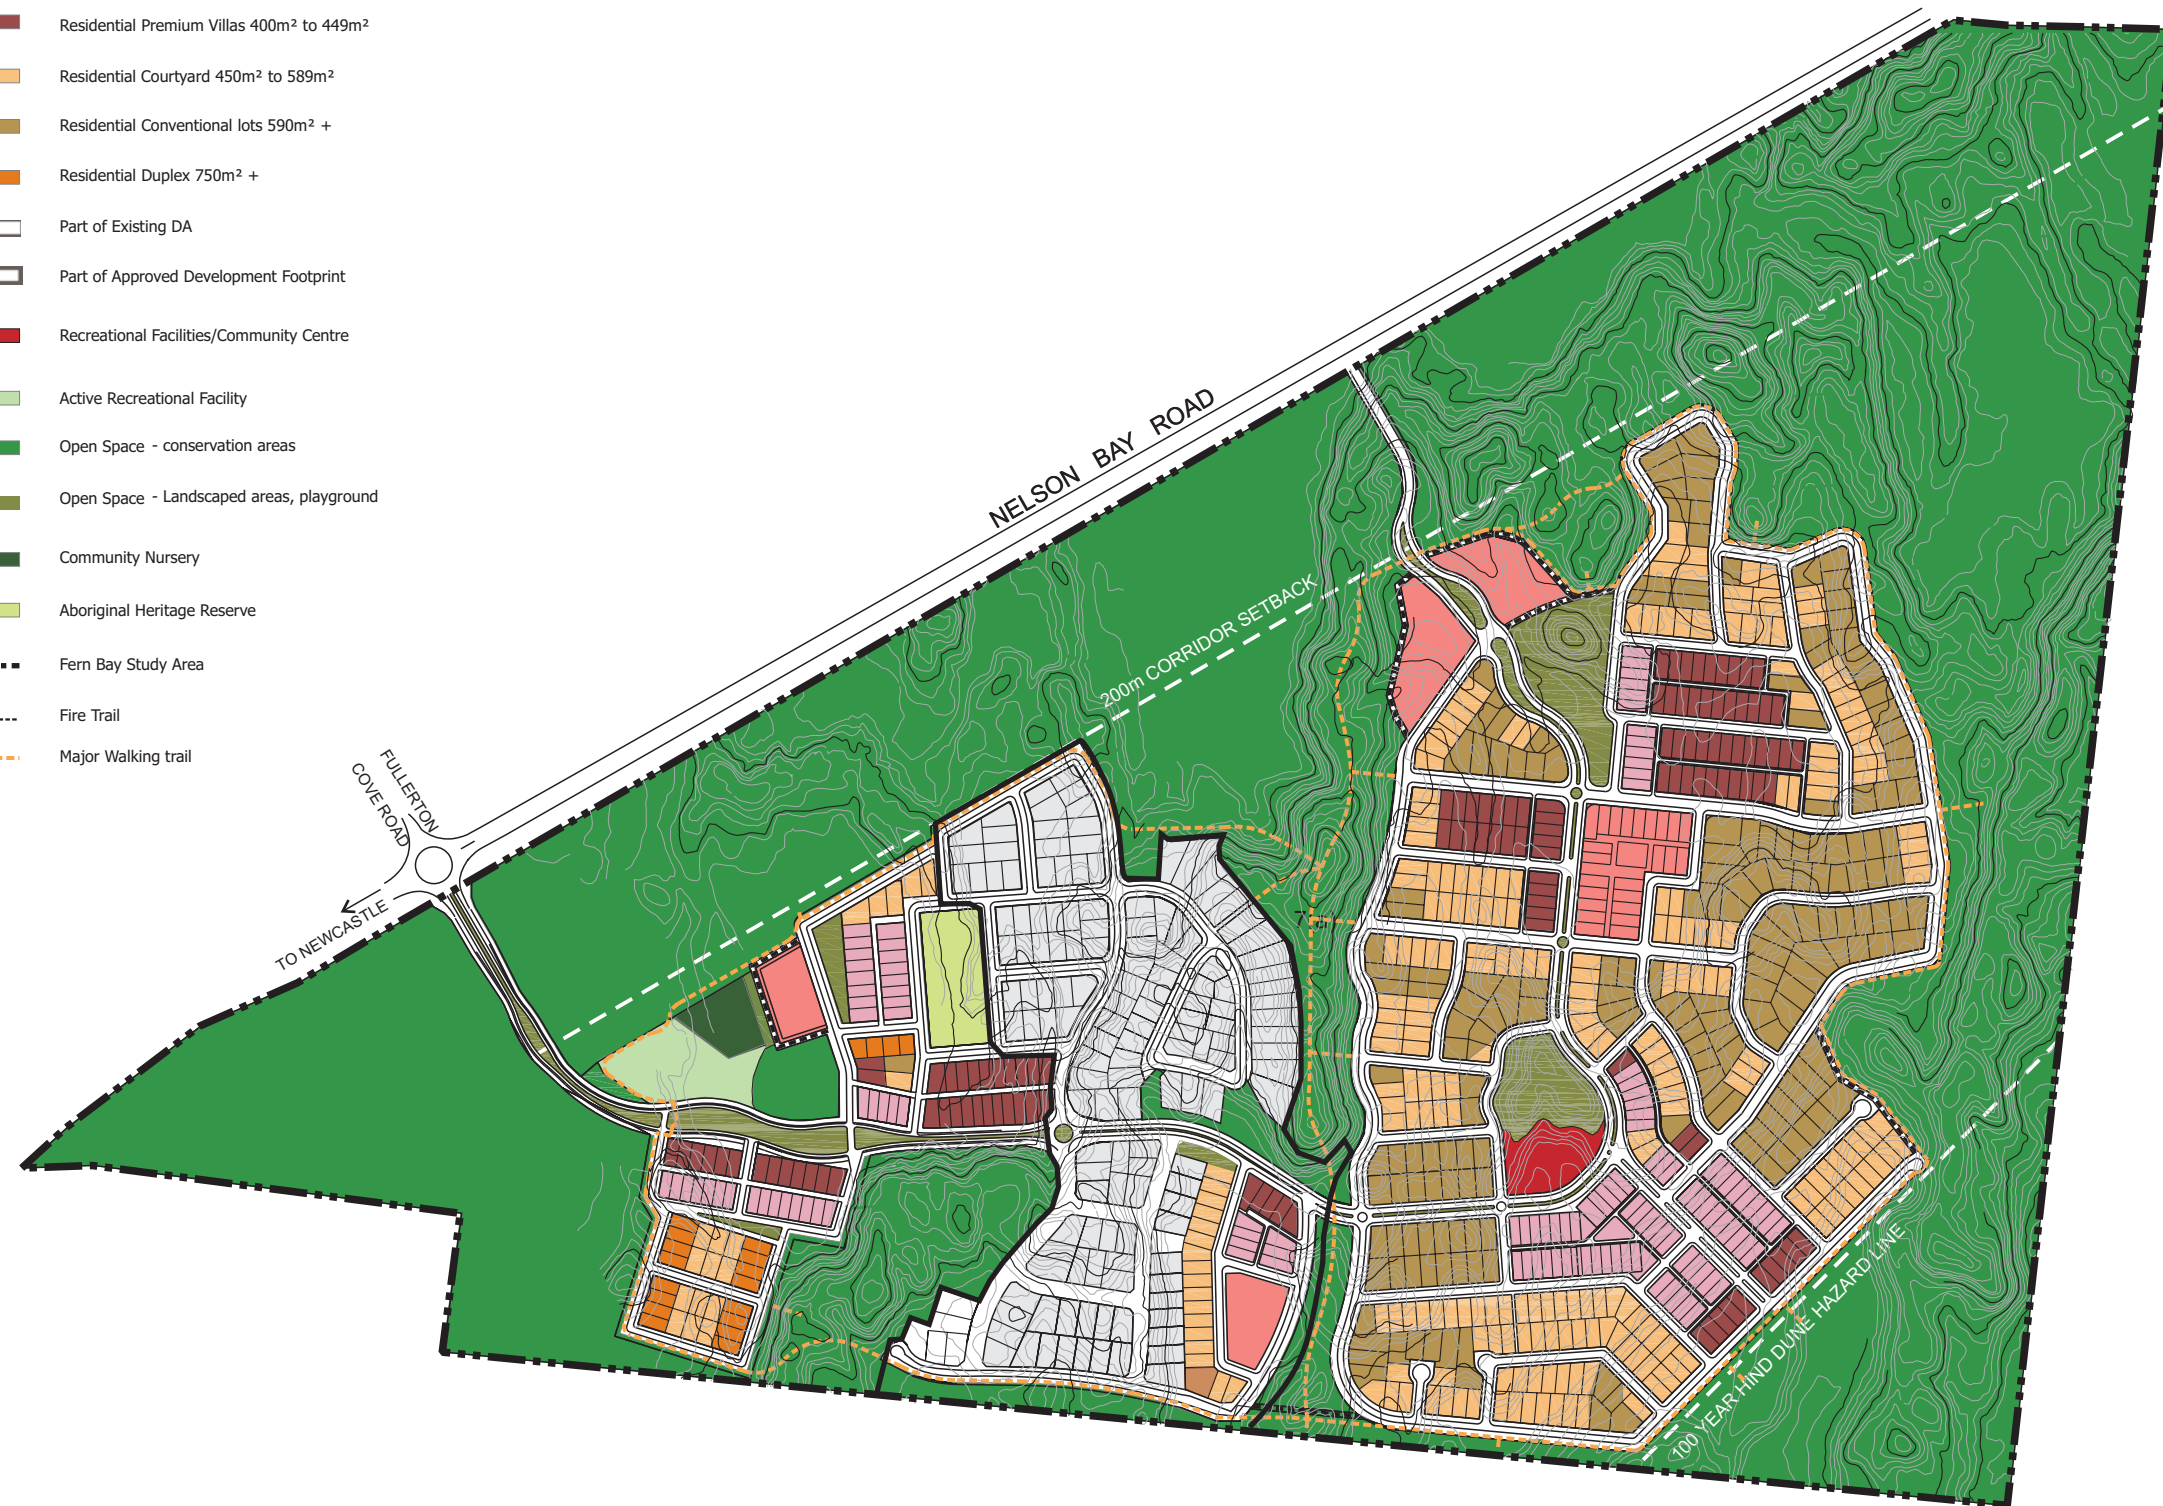 Residential Premium Villas 400m² to 449m²
Residential Courtyard 450m² to 589m²
Residential Conventional lots 590m² +
Residential Duplex 750m² +
Part of Existing DA
Part of Approved Development Footprint
Recreational Facilities/Community Centre
Active Recreational Facility
Open Space - conservation areas
Open Space - Landscaped areas, playground
Community Nursery
Aboriginal Heritage Reserve
Fern Bay Study Area
Fire Trail
Major Walking trail
NELSON BAY ROAD
200m CORRIDOR SETBACK
FULLERTON
COVE ROAD
TO NEWCASTLE
100 YEAR HIND DUNE HAZARD LINE